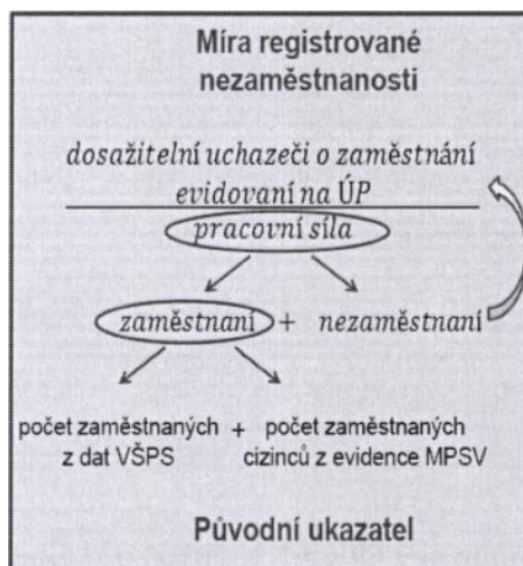 Míra registrované
nezaměstnanosti
dosažitelní uchazeči o zaměstnání
evidovaní na ÚP
pracovní síla
zaměstnaní + nezaměstnaní
počet zaměstnaných + počet zaměstnaných
z dat VŠPS cizinců z evidence MPSV
Původní ukazatel